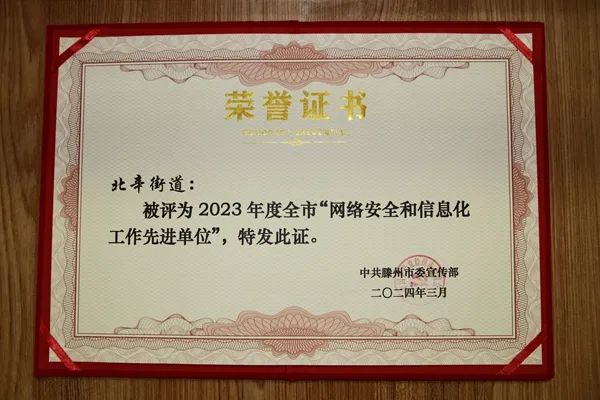 荣誉证书
北辛街道：
被评为2023年度全市“网络安全和信息化
工作先进单位”，特发此证。
中共滕州市委宣传部
二〇二四年三月